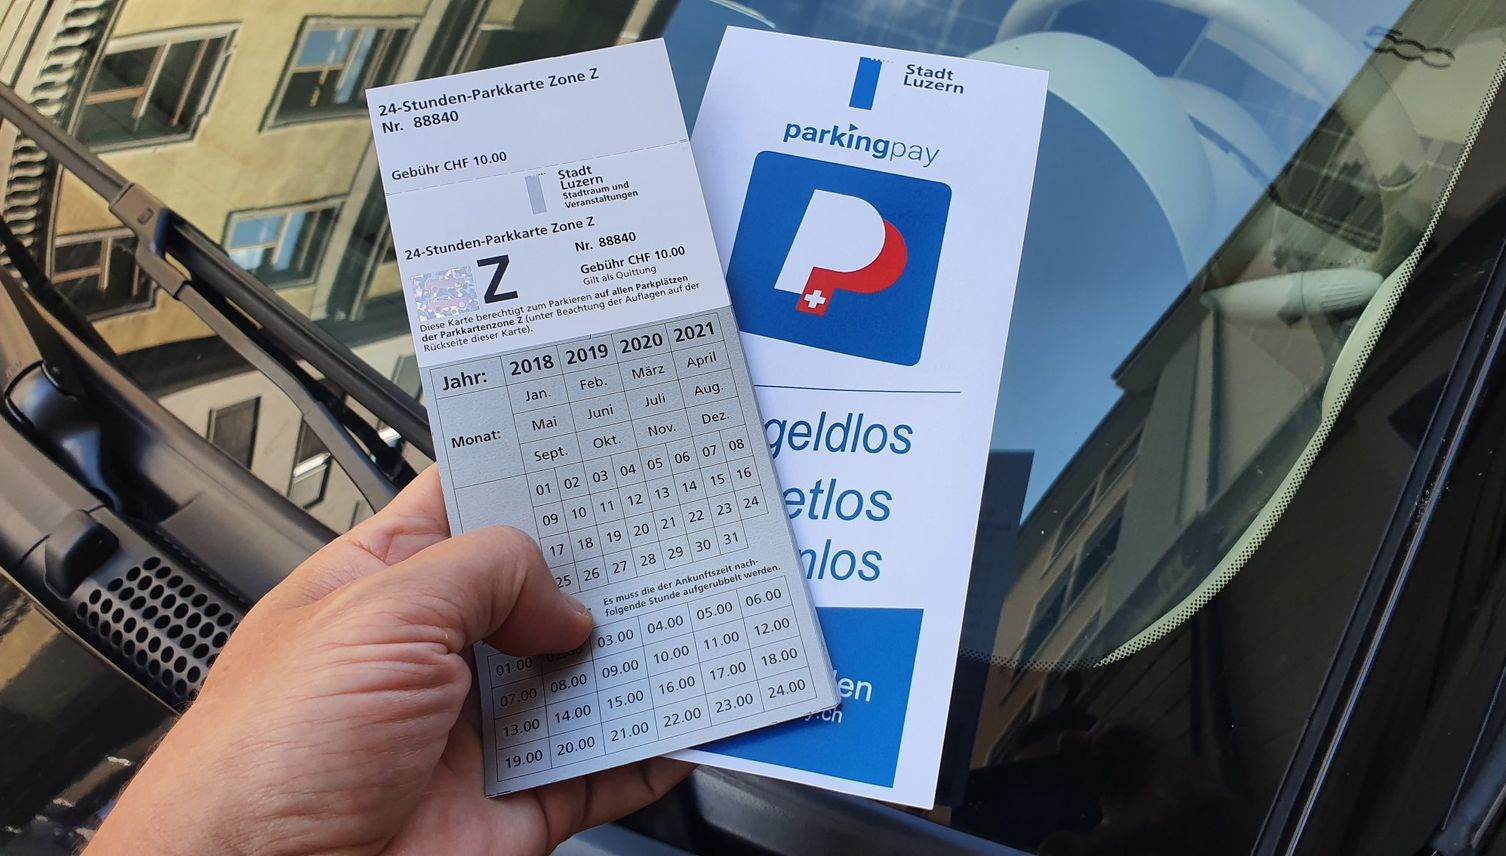 24-Stunden-Parkkarte Zone Z
Nr. 88840
Gebühr CHF 10.00
Stadt
Luzern
Stadtraum und
Veranstaltungen
24-Stunden-Parkkarte Zone Z
Z
Nr. 88840
Gebühr CHF 10.00
Gilt als Quittung
Diese Karte berechtigt zum Parkieren auf allen Parkplätzen
der Parkkartenzone Z (unter Beachtung der Auflagen auf der
Rückseite dieser Karte).
Jahr: 2018 2019 2020 2021
Monat:
Jan. Feb. März April
Mai Juni Juli Aug.
Sept. Okt. Nov. Dez.
01 02 03 04 05 06 07 08
09 10 11 12 13 14 15 16
17 18 19 20 21 22 23 24
25 26 27 28 29 30 31
Es muss die der Ankunftszeit nach-
folgende Stunde aufgerubbelt werden.
01.00 02.00 03.00 04.00 05.00 06.00
07.00 08.00 09.00 10.00 11.00 12.00
13.00 14.00 15.00 16.00 17.00 18.00
19.00 20.00 21.00 22.00 23.00 24.00
Stadt
Luzern
parkingpay
P
geldlos
etlos
nlos
en
y.ch